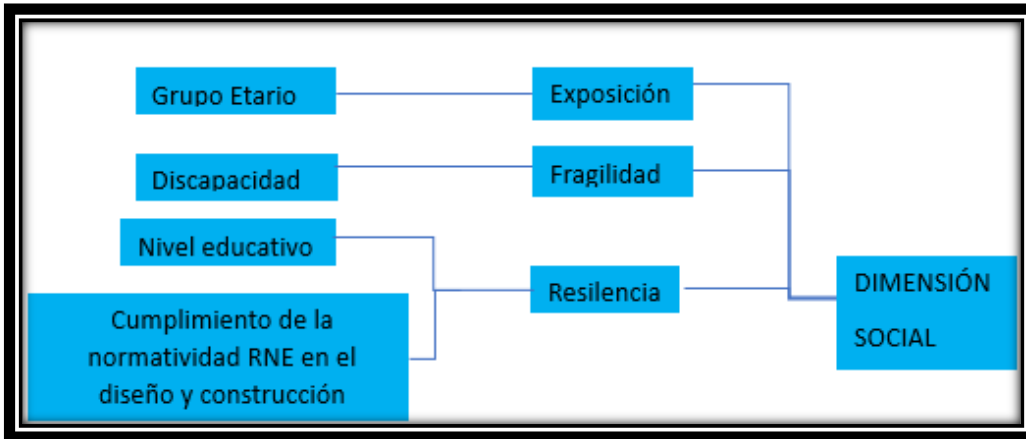 Grupo Etario
Exposición
Discapacidad
Fragilidad
Nivel educativo
Resilencia
Cumplimiento de la
normatividad RNE en el
diseño y construcción
DIMENSIÓN
SOCIAL